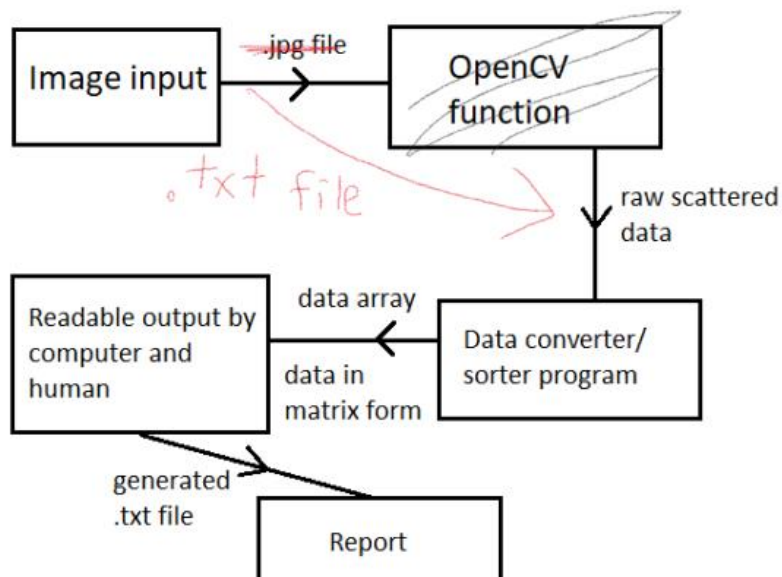 .jpg file
Image input
OpenCV
function
.txt file
raw scattered
data
data array
Readable output by
computer and
human
Data converter/
sorter program
data in
matrix form
generated
.txt file
Report